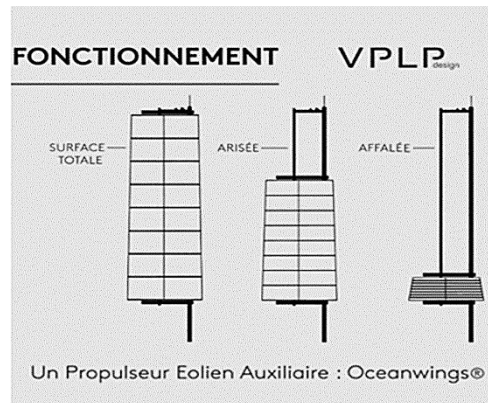 FONCTIONNEMENT
VPLP
design
SURFACE
TOTALE
ARISÉE
AFFALÉE
Un Propulseur Eolien Auxiliaire : Oceanwings®